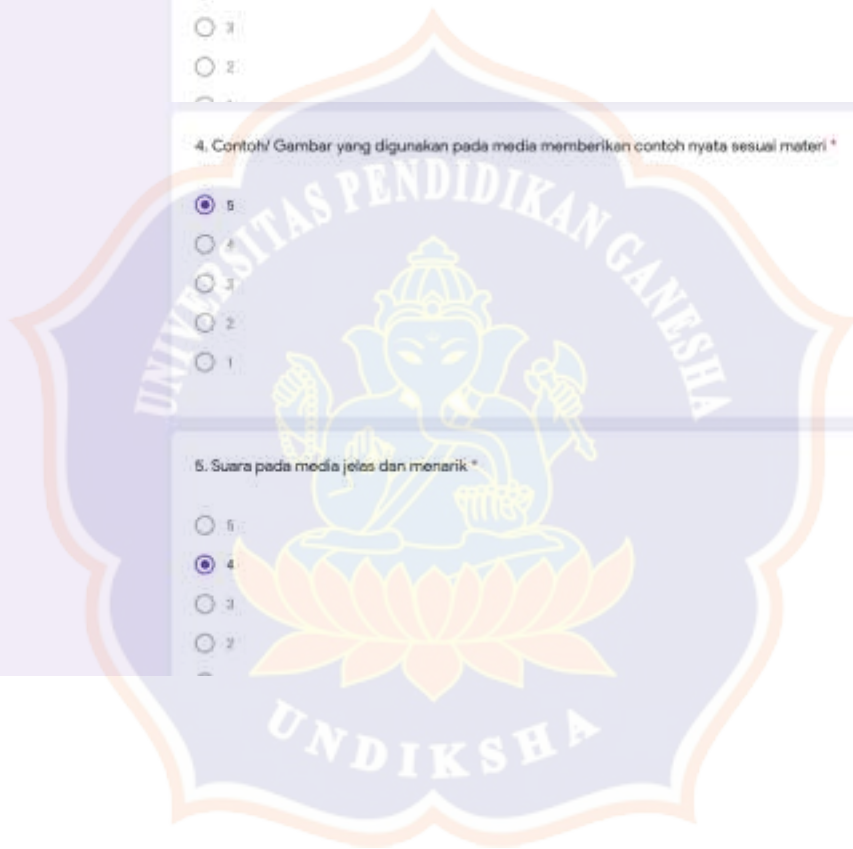 3
2
4. Contoh/ Gambar yang digunakan pada media memberikan contoh nyata sesuai materi *
5
4
3
2
1
5. Suara pada media jelas dan menarik *
5
4
3
2
UNIVERSITAS PENDIDIKAN GANESHA
UNDIKSHA